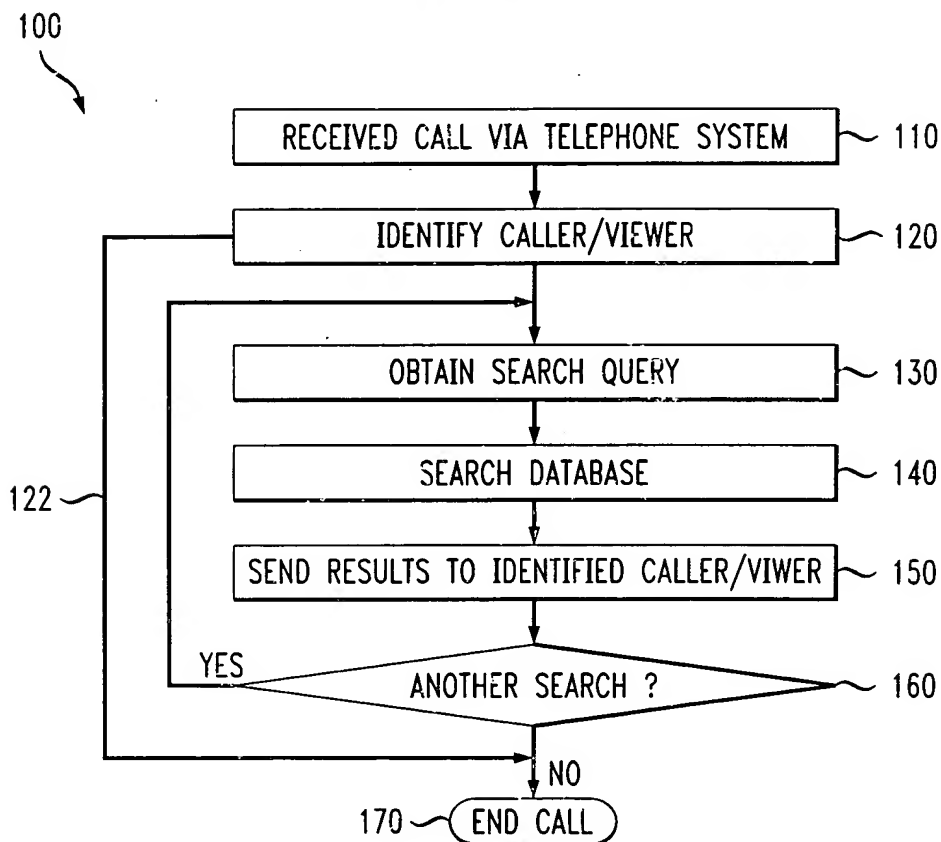 100
RECEIVED CALL VIA TELEPHONE SYSTEM 110
IDENTIFY CALLER/VIEWER 120
OBTAIN SEARCH QUERY 130
SEARCH DATABASE 140
122
SEND RESULTS TO IDENTIFIED CALLER/VIWER 150
YES
ANOTHER SEARCH ? 160
NO
170 END CALL